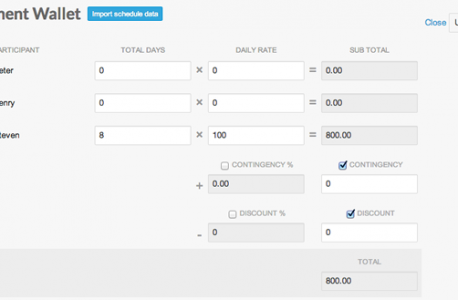 ment Wallet Import schedule data
Close U
ARTICIPANT TOTAL DAYS DAILY RATE SUB TOTAL
eter 0 × 0 = 0.00
enry 0 × 0 = 0.00
teven 8 × 100 = 800.00
CONTINGENCY % CONTINGENCY
+ 0.00 0
DISCOUNT % DISCOUNT
- 0 0
TOTAL
800.00